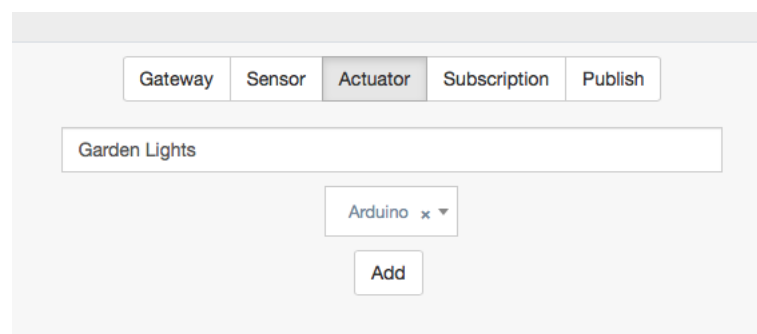 Gateway Sensor Actuator Subscription Publish
Garden Lights
Arduino ×
Add